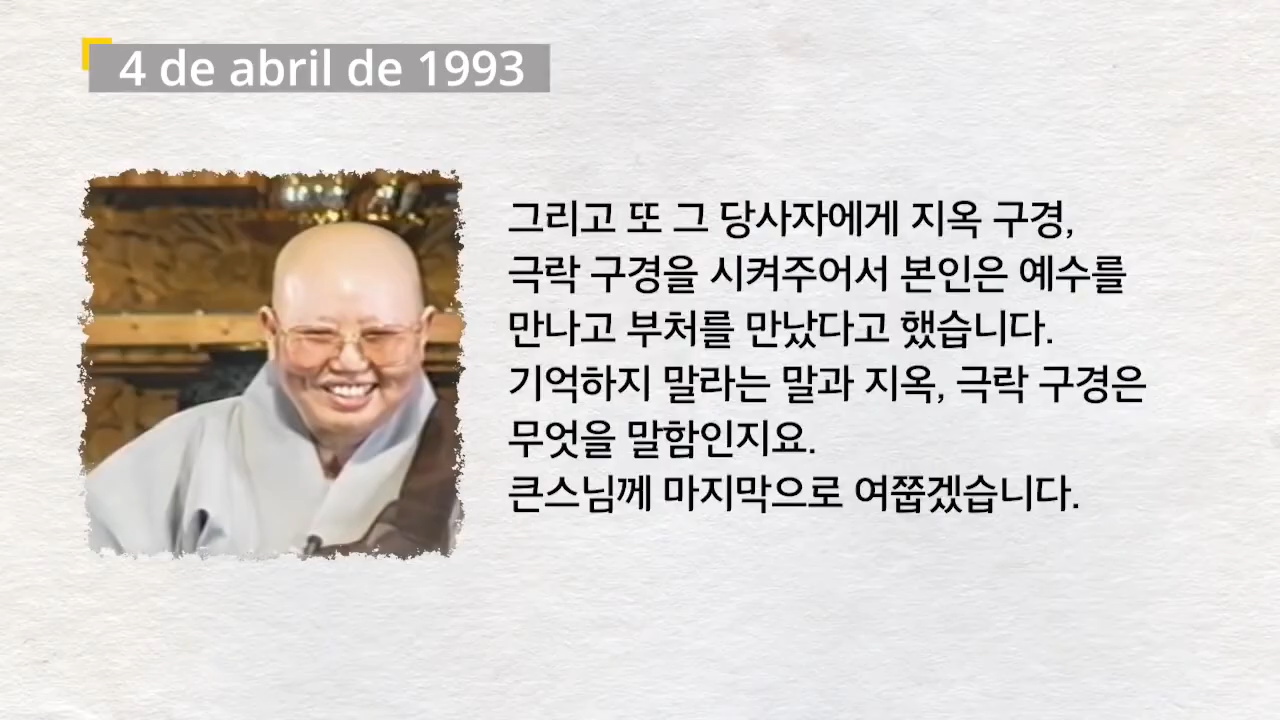 4 de abril de 1993
그리고 또 그 당사자에게 지옥 구경,
극락 구경을 시켜주어서 본인은 예수를
만나고 부처를 만났다고 했습니다.
기억하지 말라는 말과 지옥, 극락 구경은
무엇을 말함인지요.
큰스님께 마지막으로 여쭙겠습니다.